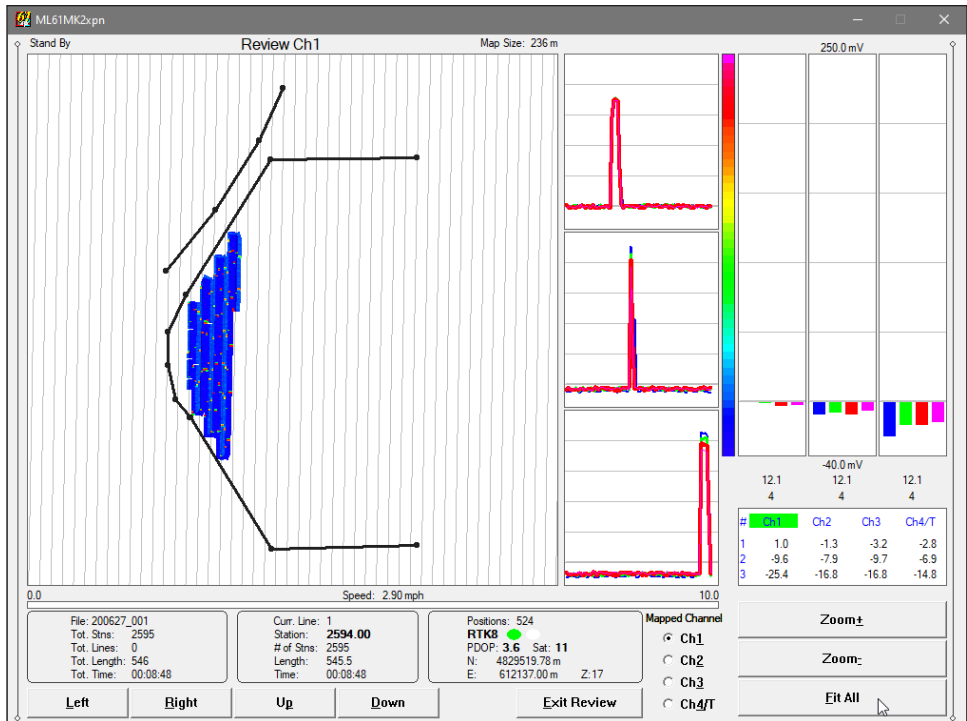 ML61MK2xpn
Stand By
Review Ch1
Map Size: 236 m
250.0 mV
-40.0 mV
12.1 12.1 12.1
4 4 4
# Ch1 Ch2 Ch3 Ch4/T
1 1.0 -1.3 -3.2 -2.8
2 -9.6 -7.9 -9.7 -6.9
3 -25.4 -16.8 -16.8 -14.8
0.0 Speed: 2.90 mph 10.0
File: 200627_001
Tot. Stns: 2595
Tot. Lines: 0
Tot. Length: 546
Tot. Time: 00:08:48
Curr. Line: 1
Station: 2594.00
# of Stns: 2595
Length: 545.5
Time: 00:08:48
Positions: 524
RTK8
PDOP: 3.6 Sat: 11
N: 4829519.78 m
E: 612137.00 m Z:17
Mapped Channel
Ch1
Ch2
Ch3
Ch4/T
Zoom+
Zoom-
Fit All
Left Right Up Down Exit Review